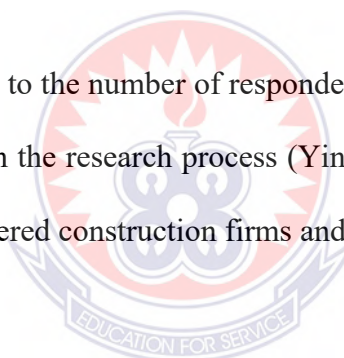 to the number of responde
n the research process (Yin
ered construction firms and
EDUCATION FOR SERVICE